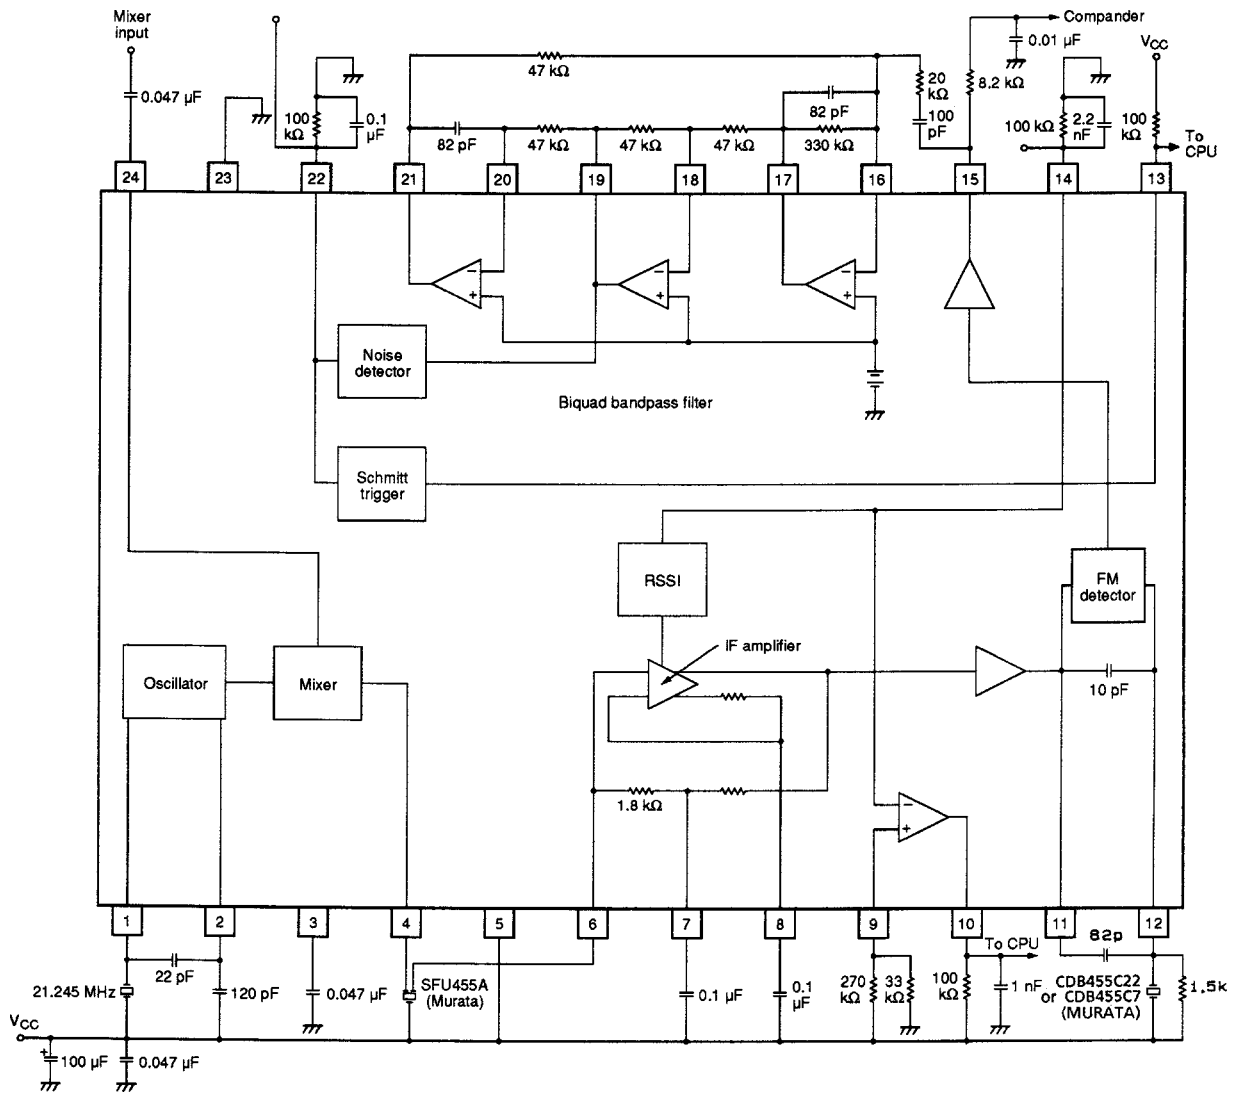 Mixer
input
Compander
0.01 µF
VCC
47 kΩ
20
kΩ
8.2 kΩ
0.047 µF
100
kΩ
0.1
µF
82 pF
100
pF
100 kΩ
2.2
nF
100
kΩ
To
CPU
82 pF
47 kΩ
47 kΩ
47 kΩ
330 kΩ
24
23
22
21
20
19
18
17
16
15
14
13
−
+
−
+
−
+
Noise
detector
Biquad bandpass filter
Schmitt
trigger
RSSI
FM
detector
IF amplifier
Oscillator
Mixer
10 pF
1.8 kΩ
−
+
1
2
3
4
5
6
7
8
9
10
11
12
To CPU
82p
22 pF
21.245 MHz
120 pF
0.047 µF
SFU455A
(Murata)
0.1 µF
0.1
µF
270
kΩ
33
kΩ
100
kΩ
1 nF
CDB455C22
or CDB455C7
(MURATA)
1.5k
VCC
+
100 µF
0.047 µF